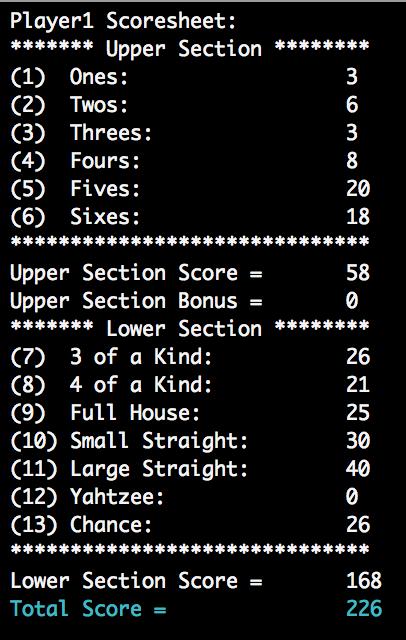 Player1 Scoresheet:
******* Upper Section ********
(1) Ones: 3
(2) Twos: 6
(3) Threes: 3
(4) Fours: 8
(5) Fives: 20
(6) Sixes: 18
******************************
Upper Section Score = 58
Upper Section Bonus = 0
******* Lower Section ********
(7) 3 of a Kind: 26
(8) 4 of a Kind: 21
(9) Full House: 25
(10) Small Straight: 30
(11) Large Straight: 40
(12) Yahtzee: 0
(13) Chance: 26
******************************
Lower Section Score = 168
Total Score = 226